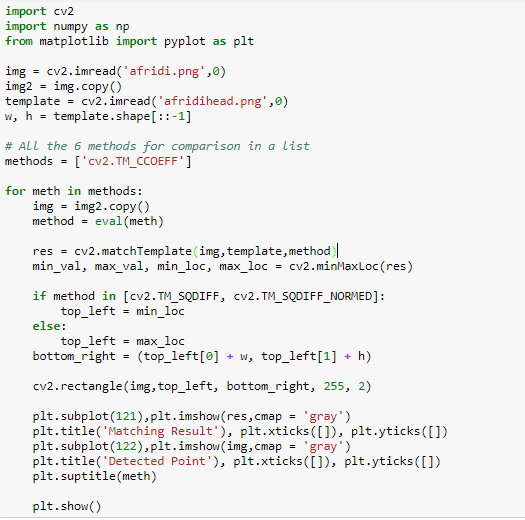 import cv2
import numpy as np
from matplotlib import pyplot as plt
img = cv2.imread('afridi.png',0)
img2 = img.copy()
template = cv2.imread('afridihead.png',0)
w, h = template.shape[::-1]
# All the 6 methods for comparison in a list
methods = ['cv2.TM_CCOEFF']
for meth in methods:
    img = img2.copy()
    method = eval(meth)
    res = cv2.matchTemplate(img,template,method)
    min_val, max_val, min_loc, max_loc = cv2.minMaxLoc(res)
    if method in [cv2.TM_SQDIFF, cv2.TM_SQDIFF_NORMED]:
        top_left = min_loc
    else:
        top_left = max_loc
    bottom_right = (top_left[0] + w, top_left[1] + h)
    cv2.rectangle(img,top_left, bottom_right, 255, 2)
    plt.subplot(121),plt.imshow(res,cmap = 'gray')
    plt.title('Matching Result'), plt.xticks([]), plt.yticks([])
    plt.subplot(122),plt.imshow(img,cmap = 'gray')
    plt.title('Detected Point'), plt.xticks([]), plt.yticks([])
    plt.suptitle(meth)
    plt.show()